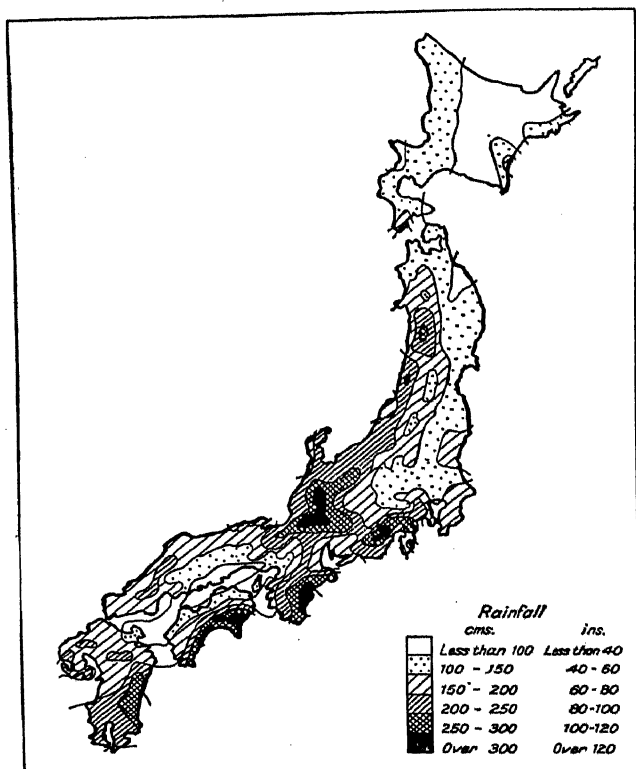 Rainfall
cms. ins.
Less than 100 Less than 40
100 - 150 40 - 60
150 - 200 60 - 80
200 - 250 80-100
250 - 300 100-120
Over 300 Over 120